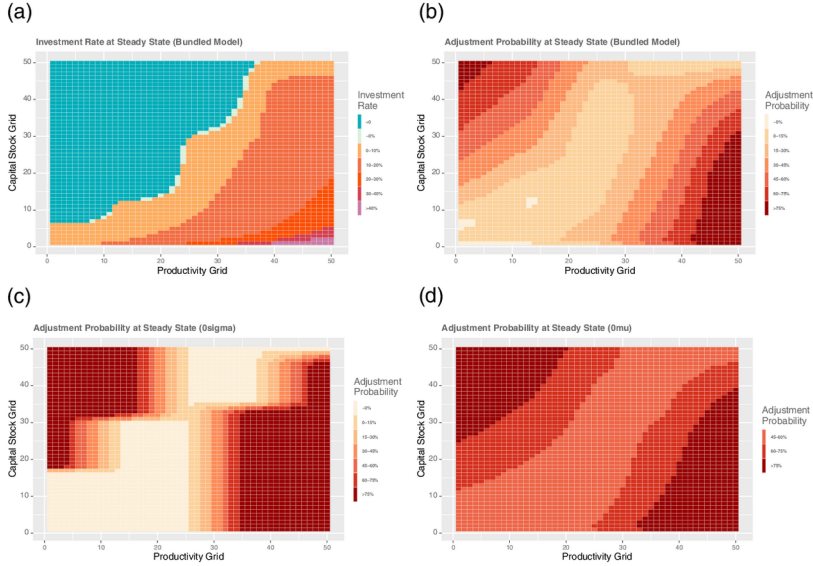 (a)
Investment Rate at Steady State (Bundled Model)
Capital Stock Grid
50
40
30
20
10
0
0 10 20 30 40 50
Productivity Grid
Investment
Rate
<0
~0%
0-10%
10-20%
20-30%
30-40%
>40%
(b)
Adjustment Probability at Steady State (Bundled Model)
Capital Stock Grid
50
40
30
20
10
0
0 10 20 30 40 50
Productivity Grid
Adjustment
Probability
~0%
0-15%
15-30%
30-45%
45-60%
60-75%
>75%
(c)
Adjustment Probability at Steady State (0sigma)
Capital Stock Grid
50
40
30
20
10
0
0 10 20 30 40 50
Productivity Grid
Adjustment
Probability
~0%
0-15%
15-30%
30-45%
45-60%
60-75%
>75%
(d)
Adjustment Probability at Steady State (0mu)
Capital Stock Grid
50
40
30
20
10
0
0 10 20 30 40 50
Productivity Grid
Adjustment
Probability
45-60%
60-75%
>75%